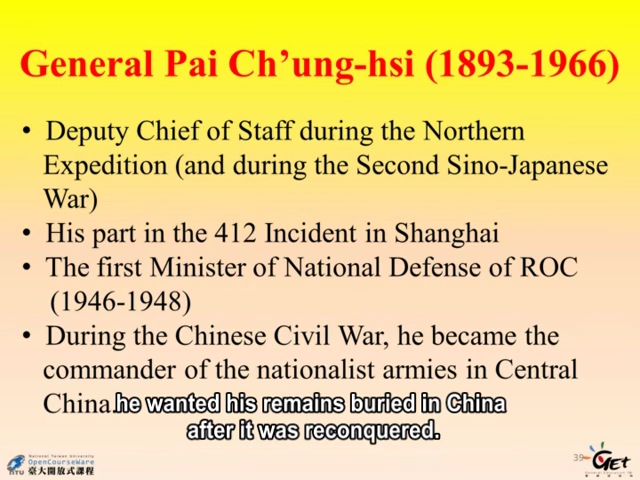 General Pai Ch’ung-hsi (1893-1966)
• Deputy Chief of Staff during the Northern
Expedition (and during the Second Sino-Japanese
War)
• His part in the 412 Incident in Shanghai
• The first Minister of National Defense of ROC
(1946-1948)
• During the Chinese Civil War, he became the
commander of the nationalist armies in Central
China.
he wanted his remains buried in China
after it was reconquered.
National Taiwan University
OpenCourseWare
NTU 臺大開放式課程
39
GET